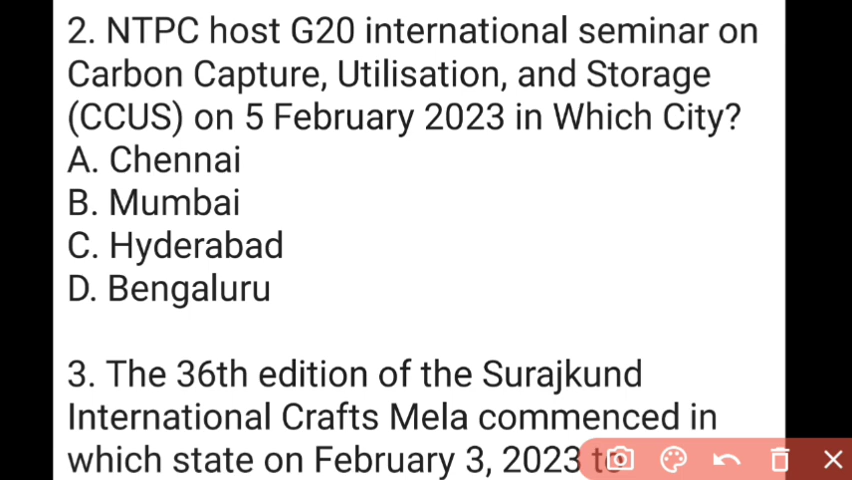 2. NTPC host G20 international seminar on
Carbon Capture, Utilisation, and Storage
(CCUS) on 5 February 2023 in Which City?
A. Chennai
B. Mumbai
C. Hyderabad
D. Bengaluru
3. The 36th edition of the Surajkund
International Crafts Mela commenced in
which state on February 3, 2023